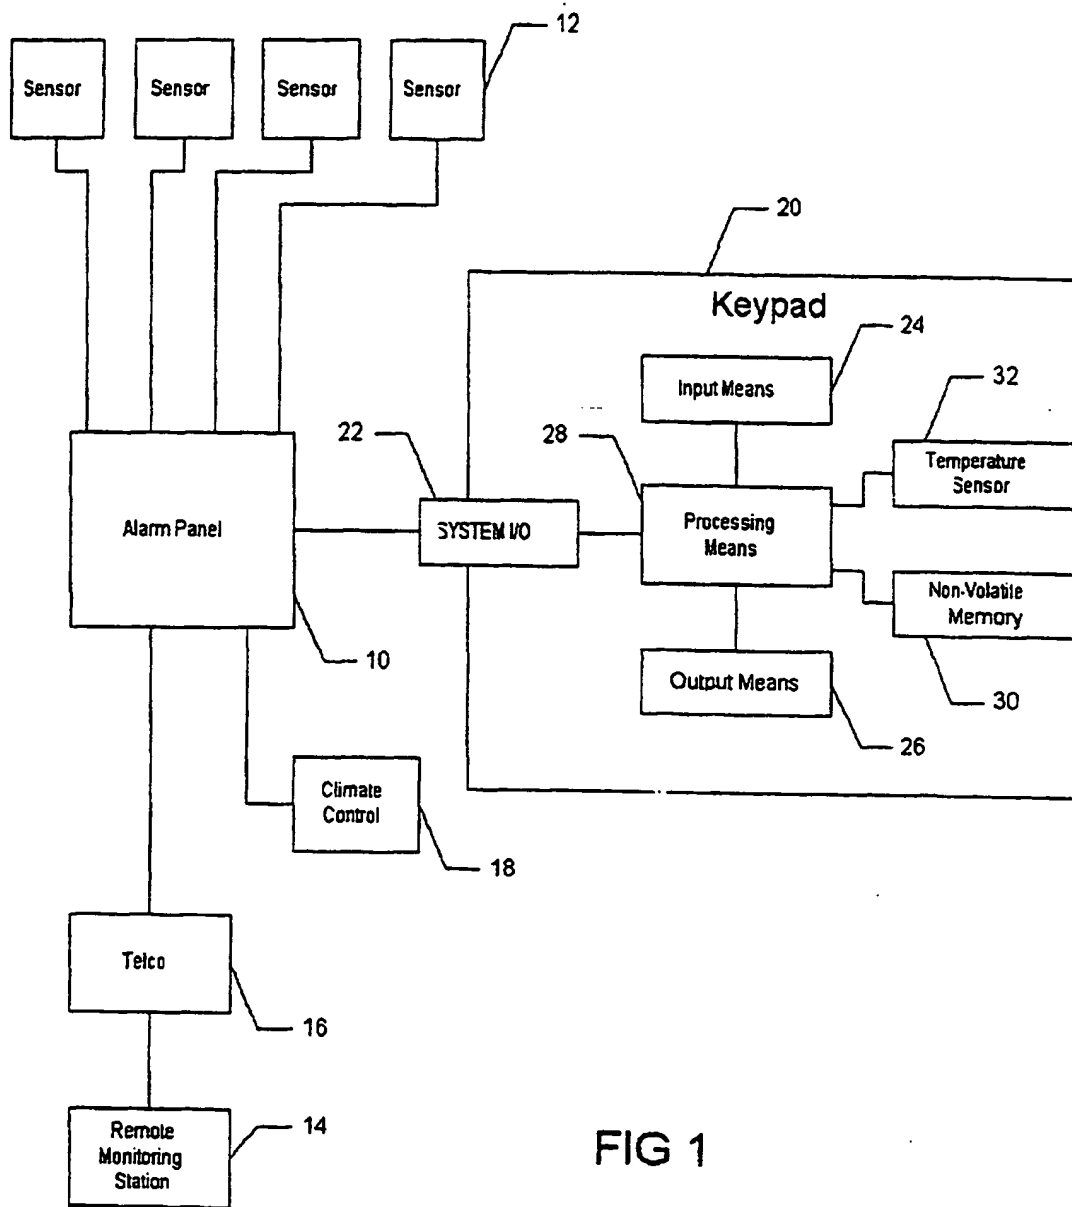 12
Sensor
Sensor
Sensor
Sensor
20
Keypad
24
Input Means
32
22
28
Temperature
Sensor
Alarm Panel
SYSTEM I/O
Processing
Means
Non-Volatile
Memory
10
Output Means
30
26
Climate
Control
18
Telco
16
Remote
Monitoring
Station
14
FIG 1